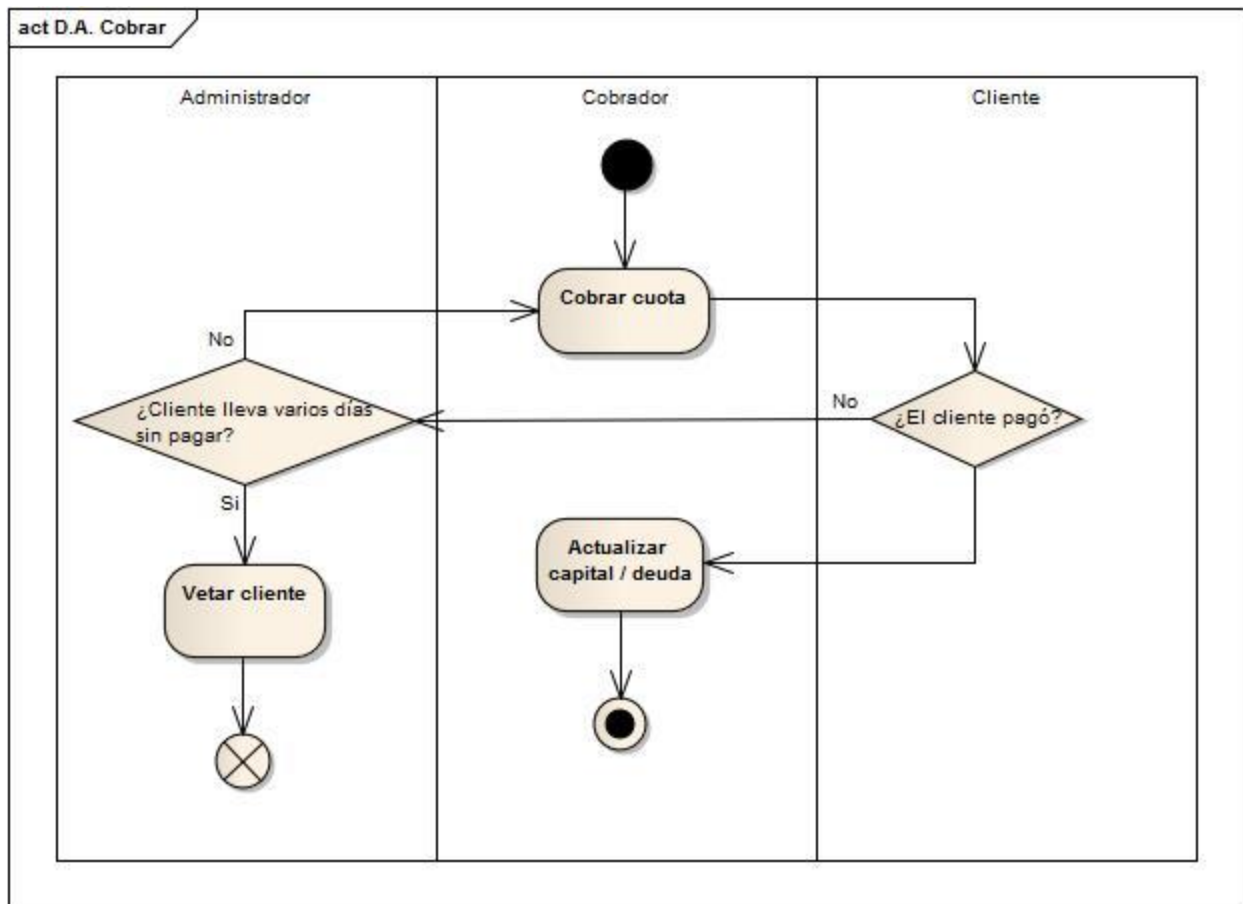 act D.A. Cobrar
Administrador
Cobrador
Cliente
Cobrar cuota
No
¿Cliente lleva varios días
sin pagar?
No
¿El cliente pagó?
Si
Actualizar
capital / deuda
Vetar cliente